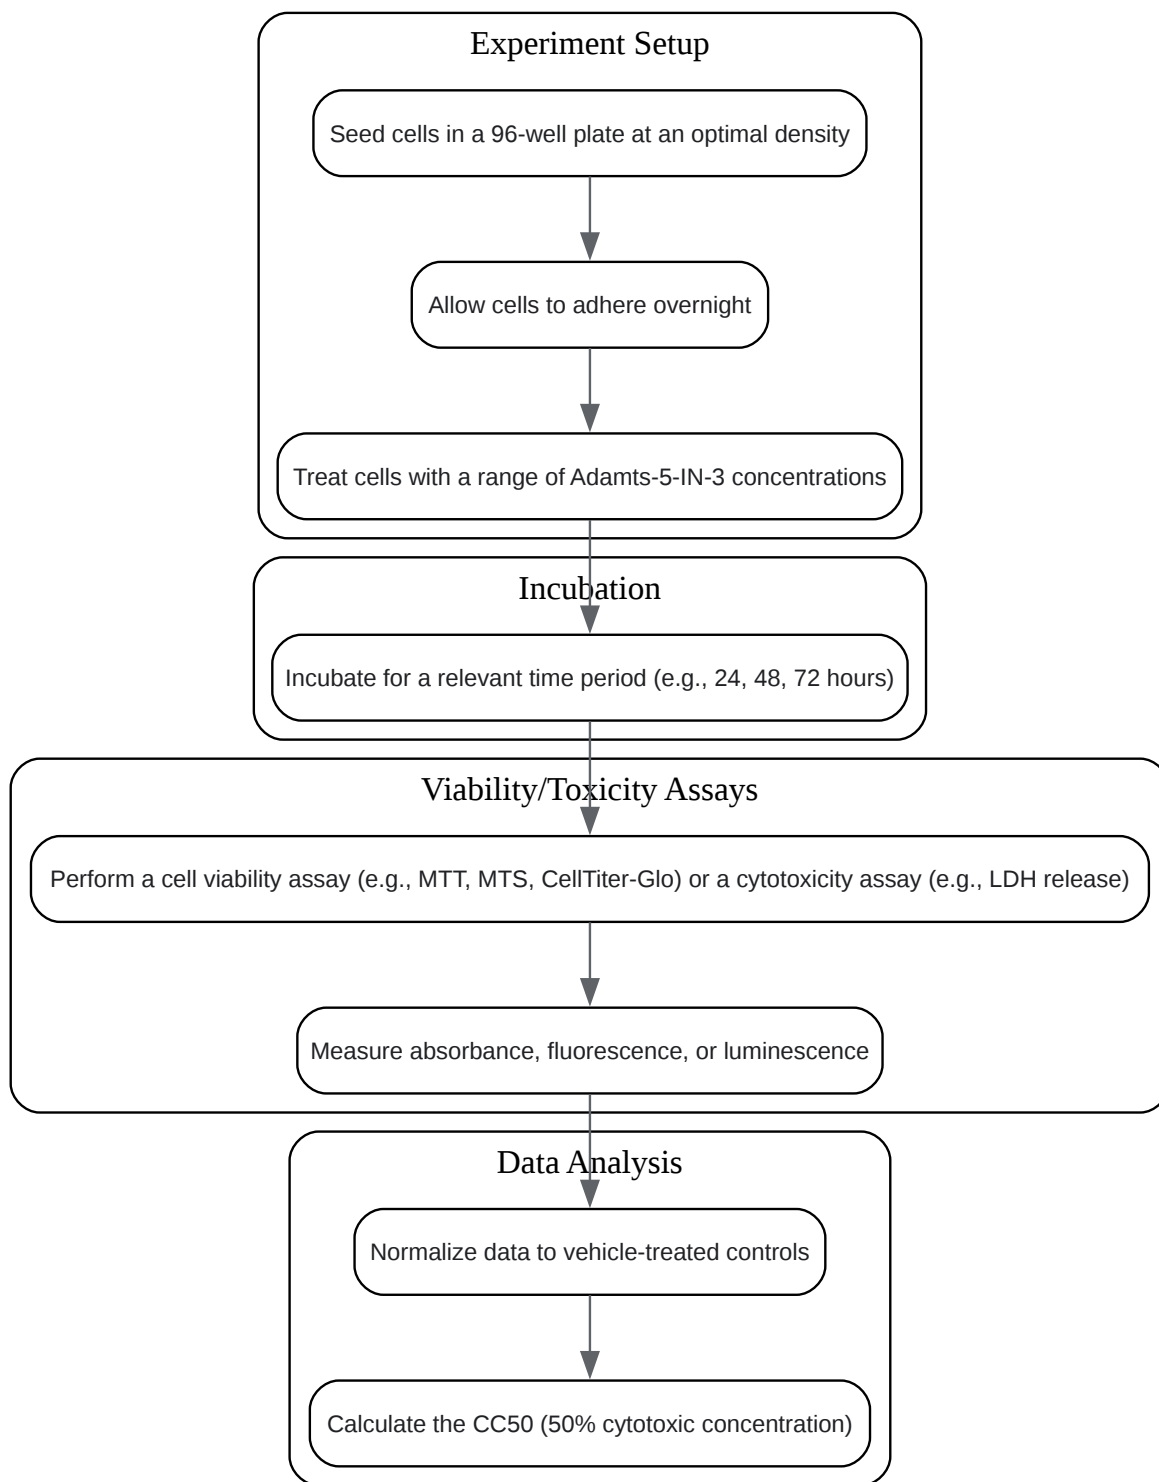 Experiment Setup
Seed cells in a 96-well plate at an optimal density
Allow cells to adhere overnight
Treat cells with a range of Adamts-5-IN-3 concentrations
Incubation
Incubate for a relevant time period (e.g., 24, 48, 72 hours)
Viability/Toxicity Assays
Perform a cell viability assay (e.g., MTT, MTS, CellTiter-Glo) or a cytotoxicity assay (e.g., LDH release)
Measure absorbance, fluorescence, or luminescence
Data Analysis
Normalize data to vehicle-treated controls
Calculate the CC50 (50% cytotoxic concentration)